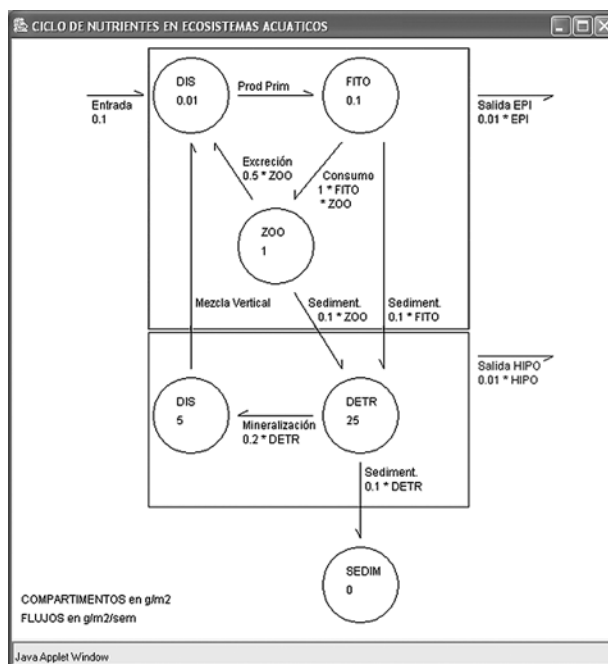 CICLO DE NUTRIENTES EN ECOSISTEMAS ACUATICOS
DIS
0.01
Prod Prim
FITO
0.1
Entrada
0.1
Salida EPI
0.01 * EPI
Excreción
0.5 * ZOO
Consumo
1 * FITO
* ZOO
ZOO
1
Mezcla Vertical
Sediment.
0.1 * ZOO
Sediment.
0.1 * FITO
Salida HIPO
0.01 * HIPO
DIS
5
Mineralización
0.2 * DETR
DETR
25
Sediment.
0.1 * DETR
SEDIM
0
COMPARTIMENTOS en g/m2
FLUJOS en g/m2/sem
Java Applet Window